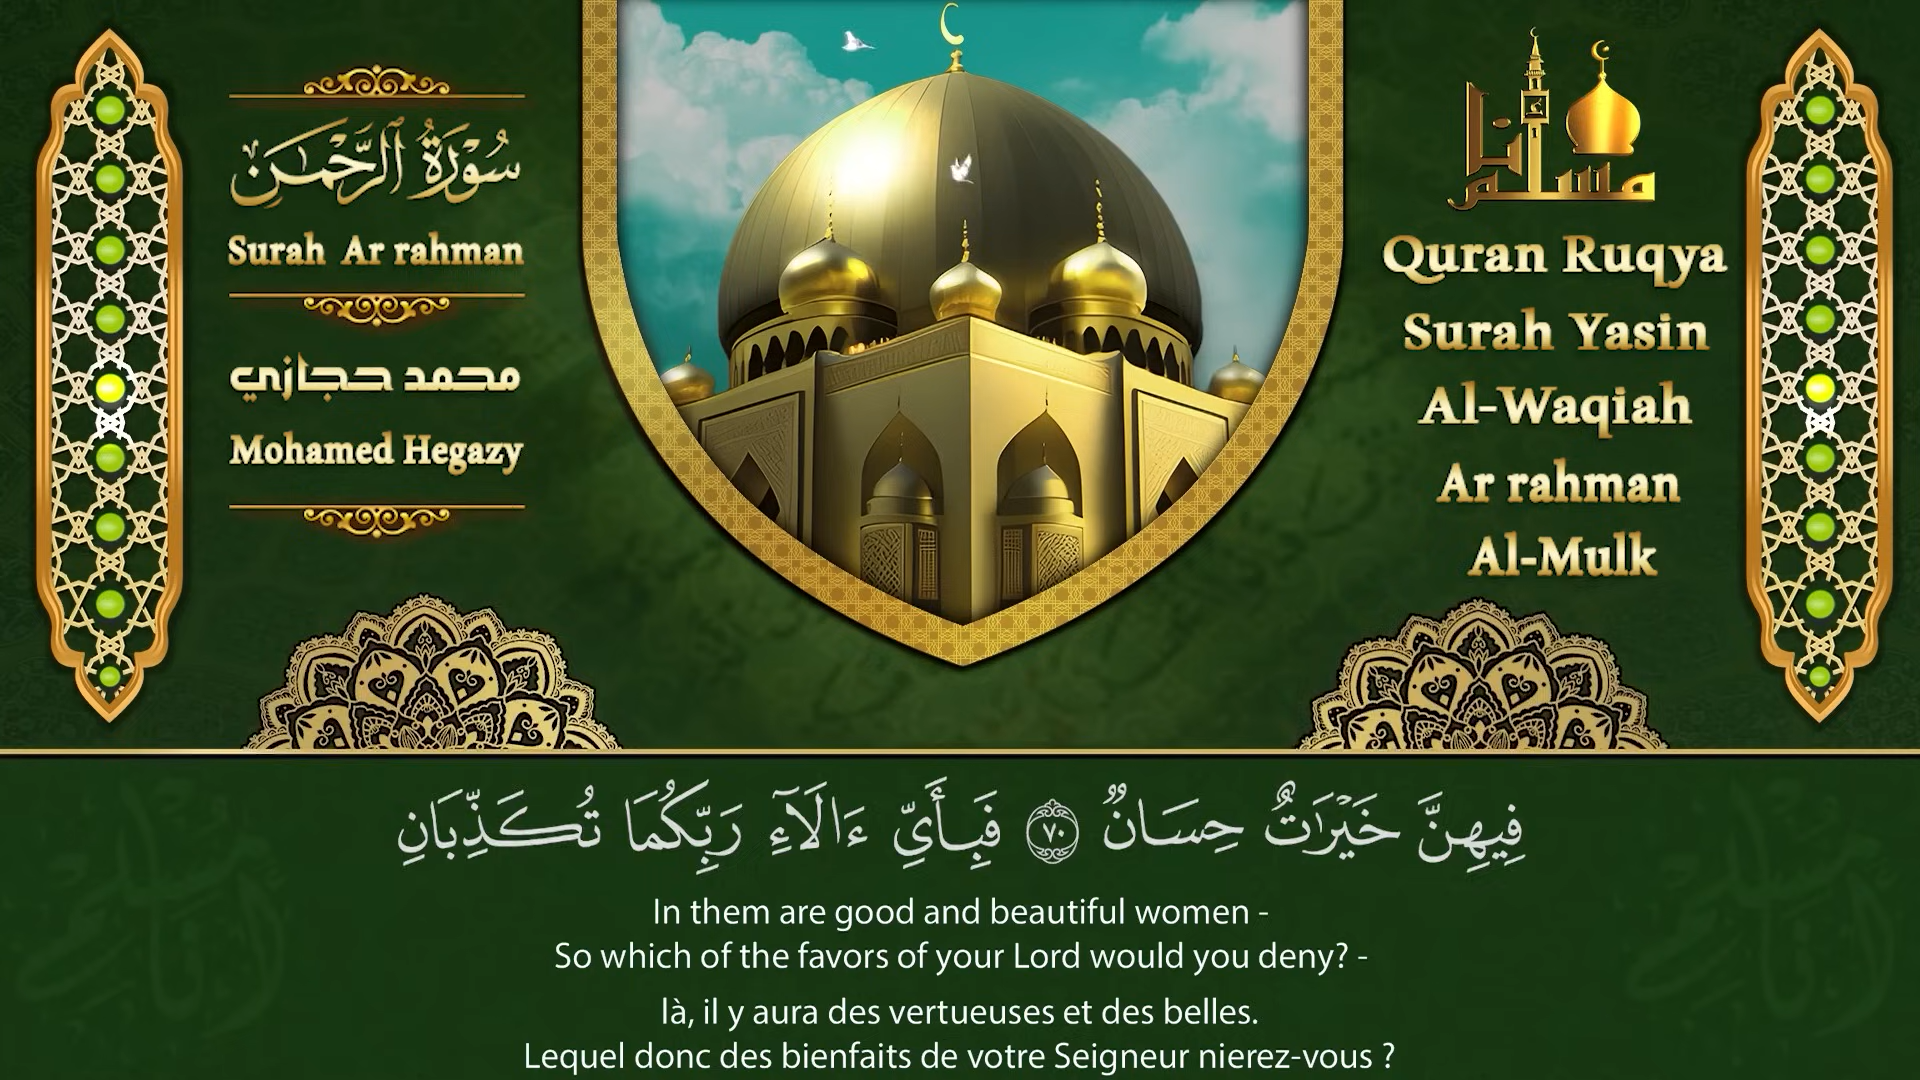 سُورَةُ ٱلرَّحْمَٰن
Surah Ar rahman
محمد حجازي
Mohamed Hegazy
أنا
مسلم
Quran Ruqya
Surah Yasin
Al-Waqiah
Ar rahman
Al-Mulk
فِيهِنَّ خَيْرَٰتٌ حِسَانٌ ٧٠ فَبِأَيِّ ءَالَآءِ رَبِّكُمَا تُكَذِّبَانِ
In them are good and beautiful women -
So which of the favors of your Lord would you deny? -
là, il y aura des vertueuses et des belles.
Lequel donc des bienfaits de votre Seigneur nierez-vous ?